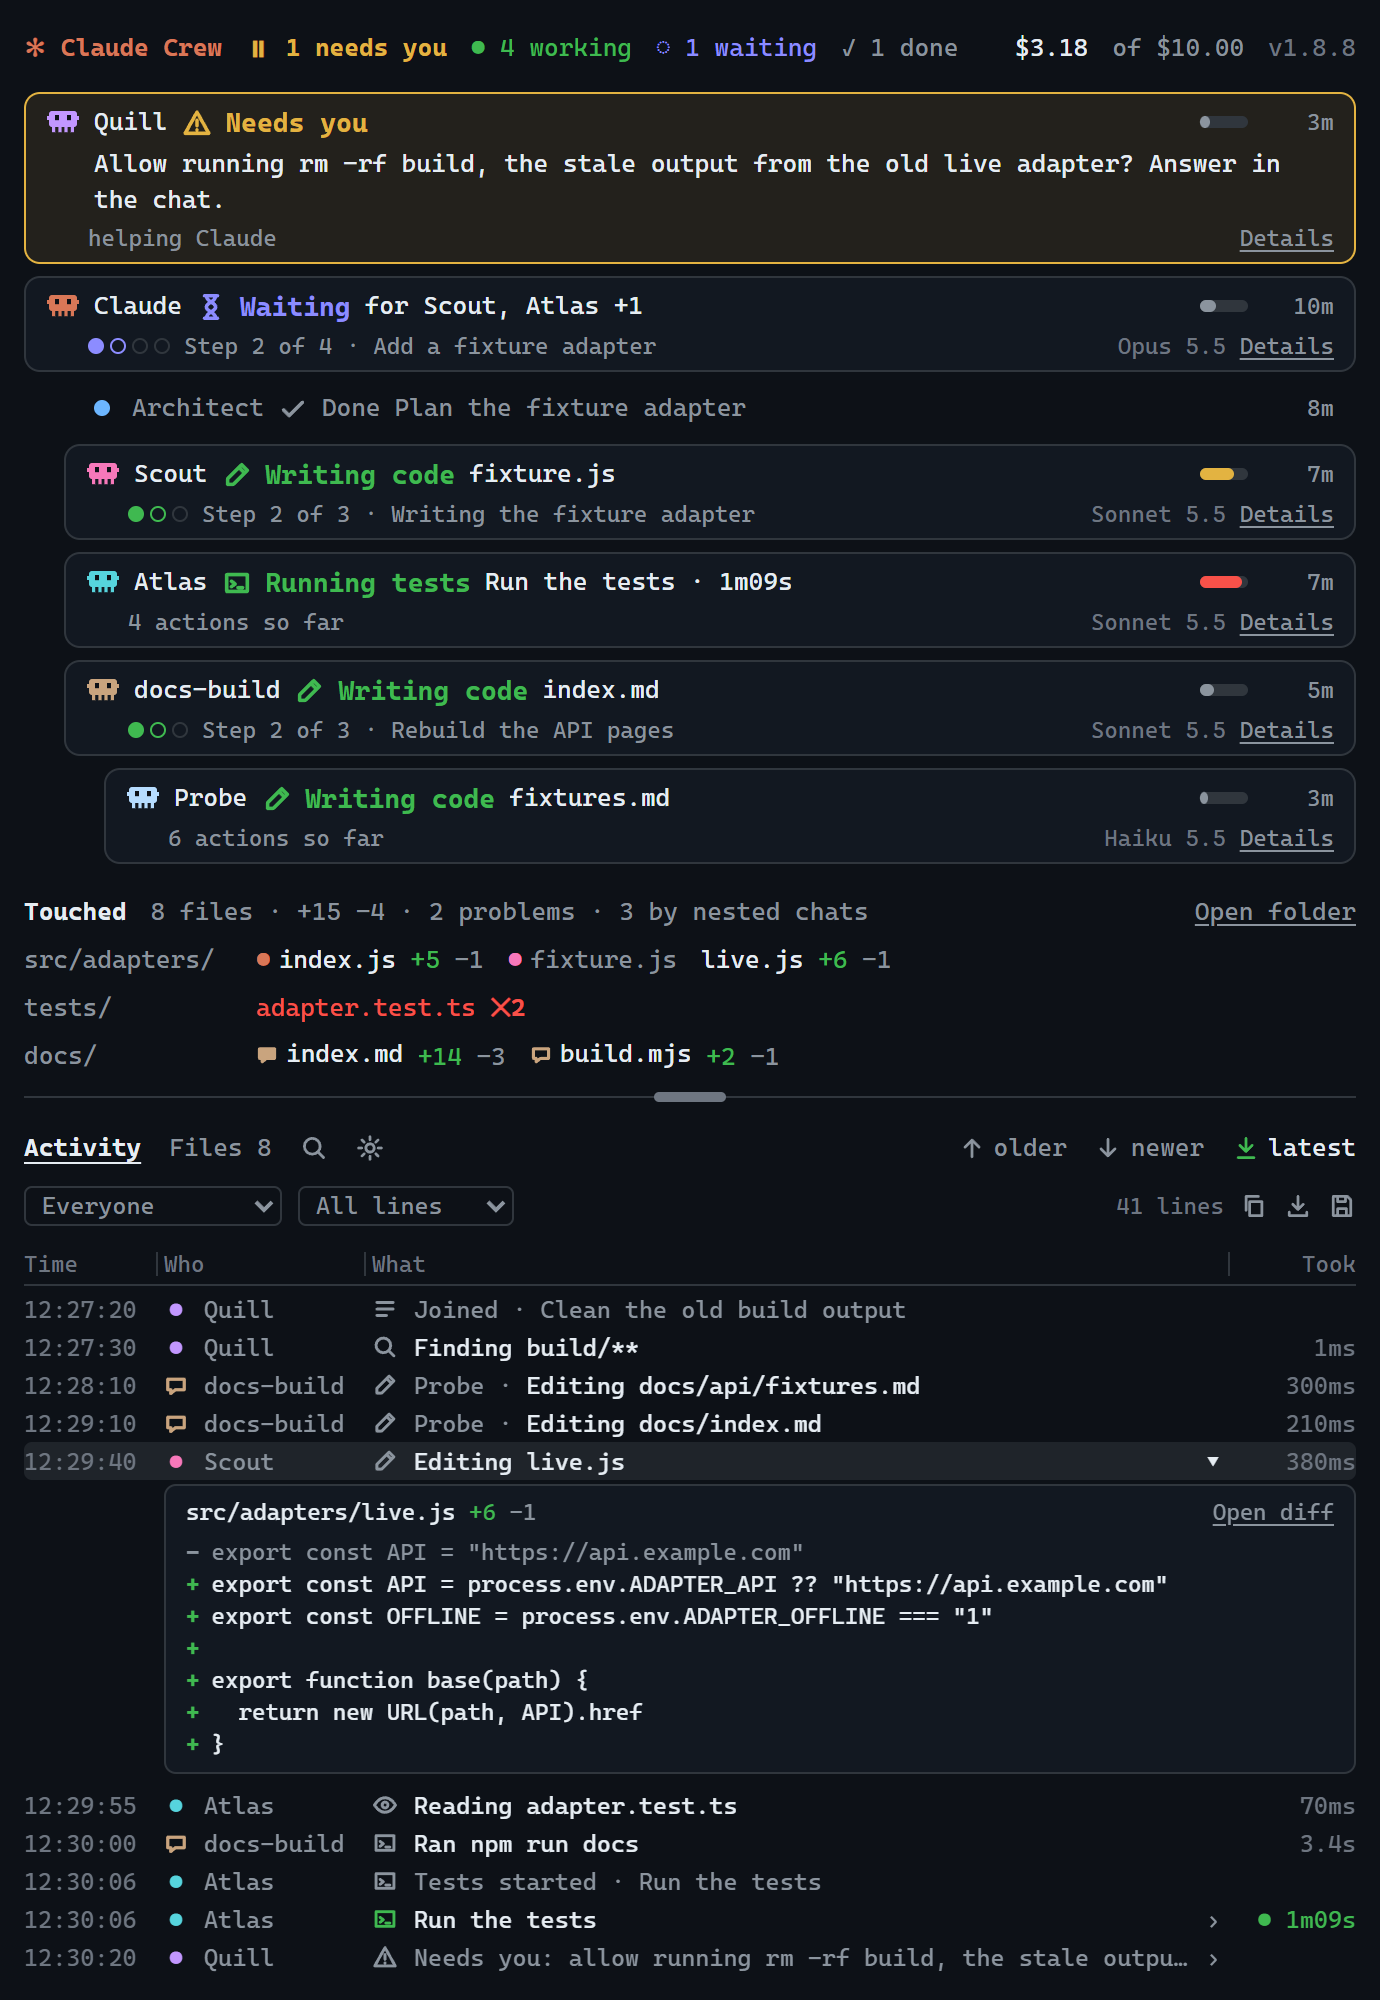 ✻ Claude Crew ⏸ 1 needs you ● 4 working ◌ 1 waiting ✓ 1 done $3.18 of $10.00 v1.8.8
Quill ⚠ Needs you 3m
Allow running rm -rf build, the stale output from the old live adapter? Answer in
the chat.
helping Claude Details
Claude Waiting for Scout, Atlas +1 10m
Step 2 of 4 · Add a fixture adapter Opus 5.5 Details
Architect ✓ Done Plan the fixture adapter 8m
Scout Writing code fixture.js 7m
Step 2 of 3 · Writing the fixture adapter Sonnet 5.5 Details
Atlas Running tests Run the tests · 1m09s 7m
4 actions so far Sonnet 5.5 Details
docs-build Writing code index.md 5m
Step 2 of 3 · Rebuild the API pages Sonnet 5.5 Details
Probe Writing code fixtures.md 3m
6 actions so far Haiku 5.5 Details
Touched 8 files · +15 −4 · 2 problems · 3 by nested chats Open folder
src/adapters/ index.js +5 −1 fixture.js live.js +6 −1
tests/ adapter.test.ts ✕2
docs/ index.md +14 −3 build.mjs +2 −1
Activity Files 8 ↑ older ↓ newer latest
Everyone All lines 41 lines
Time Who What Took
12:27:20 Quill Joined · Clean the old build output
12:27:30 Quill Finding build/** 1ms
12:28:10 docs-build Probe · Editing docs/api/fixtures.md 300ms
12:29:10 docs-build Probe · Editing docs/index.md 210ms
12:29:40 Scout Editing live.js ▼ 380ms
src/adapters/live.js +6 −1 Open diff
− export const API = "https://api.example.com"
+ export const API = process.env.ADAPTER_API ?? "https://api.example.com"
+ export const OFFLINE = process.env.ADAPTER_OFFLINE === "1"
+
+ export function base(path) {
+   return new URL(path, API).href
+ }
12:29:55 Atlas Reading adapter.test.ts 70ms
12:30:00 docs-build Ran npm run docs 3.4s
12:30:06 Atlas Tests started · Run the tests
12:30:06 Atlas Run the tests › ● 1m09s
12:30:20 Quill Needs you: allow running rm -rf build, the stale outpu… ›